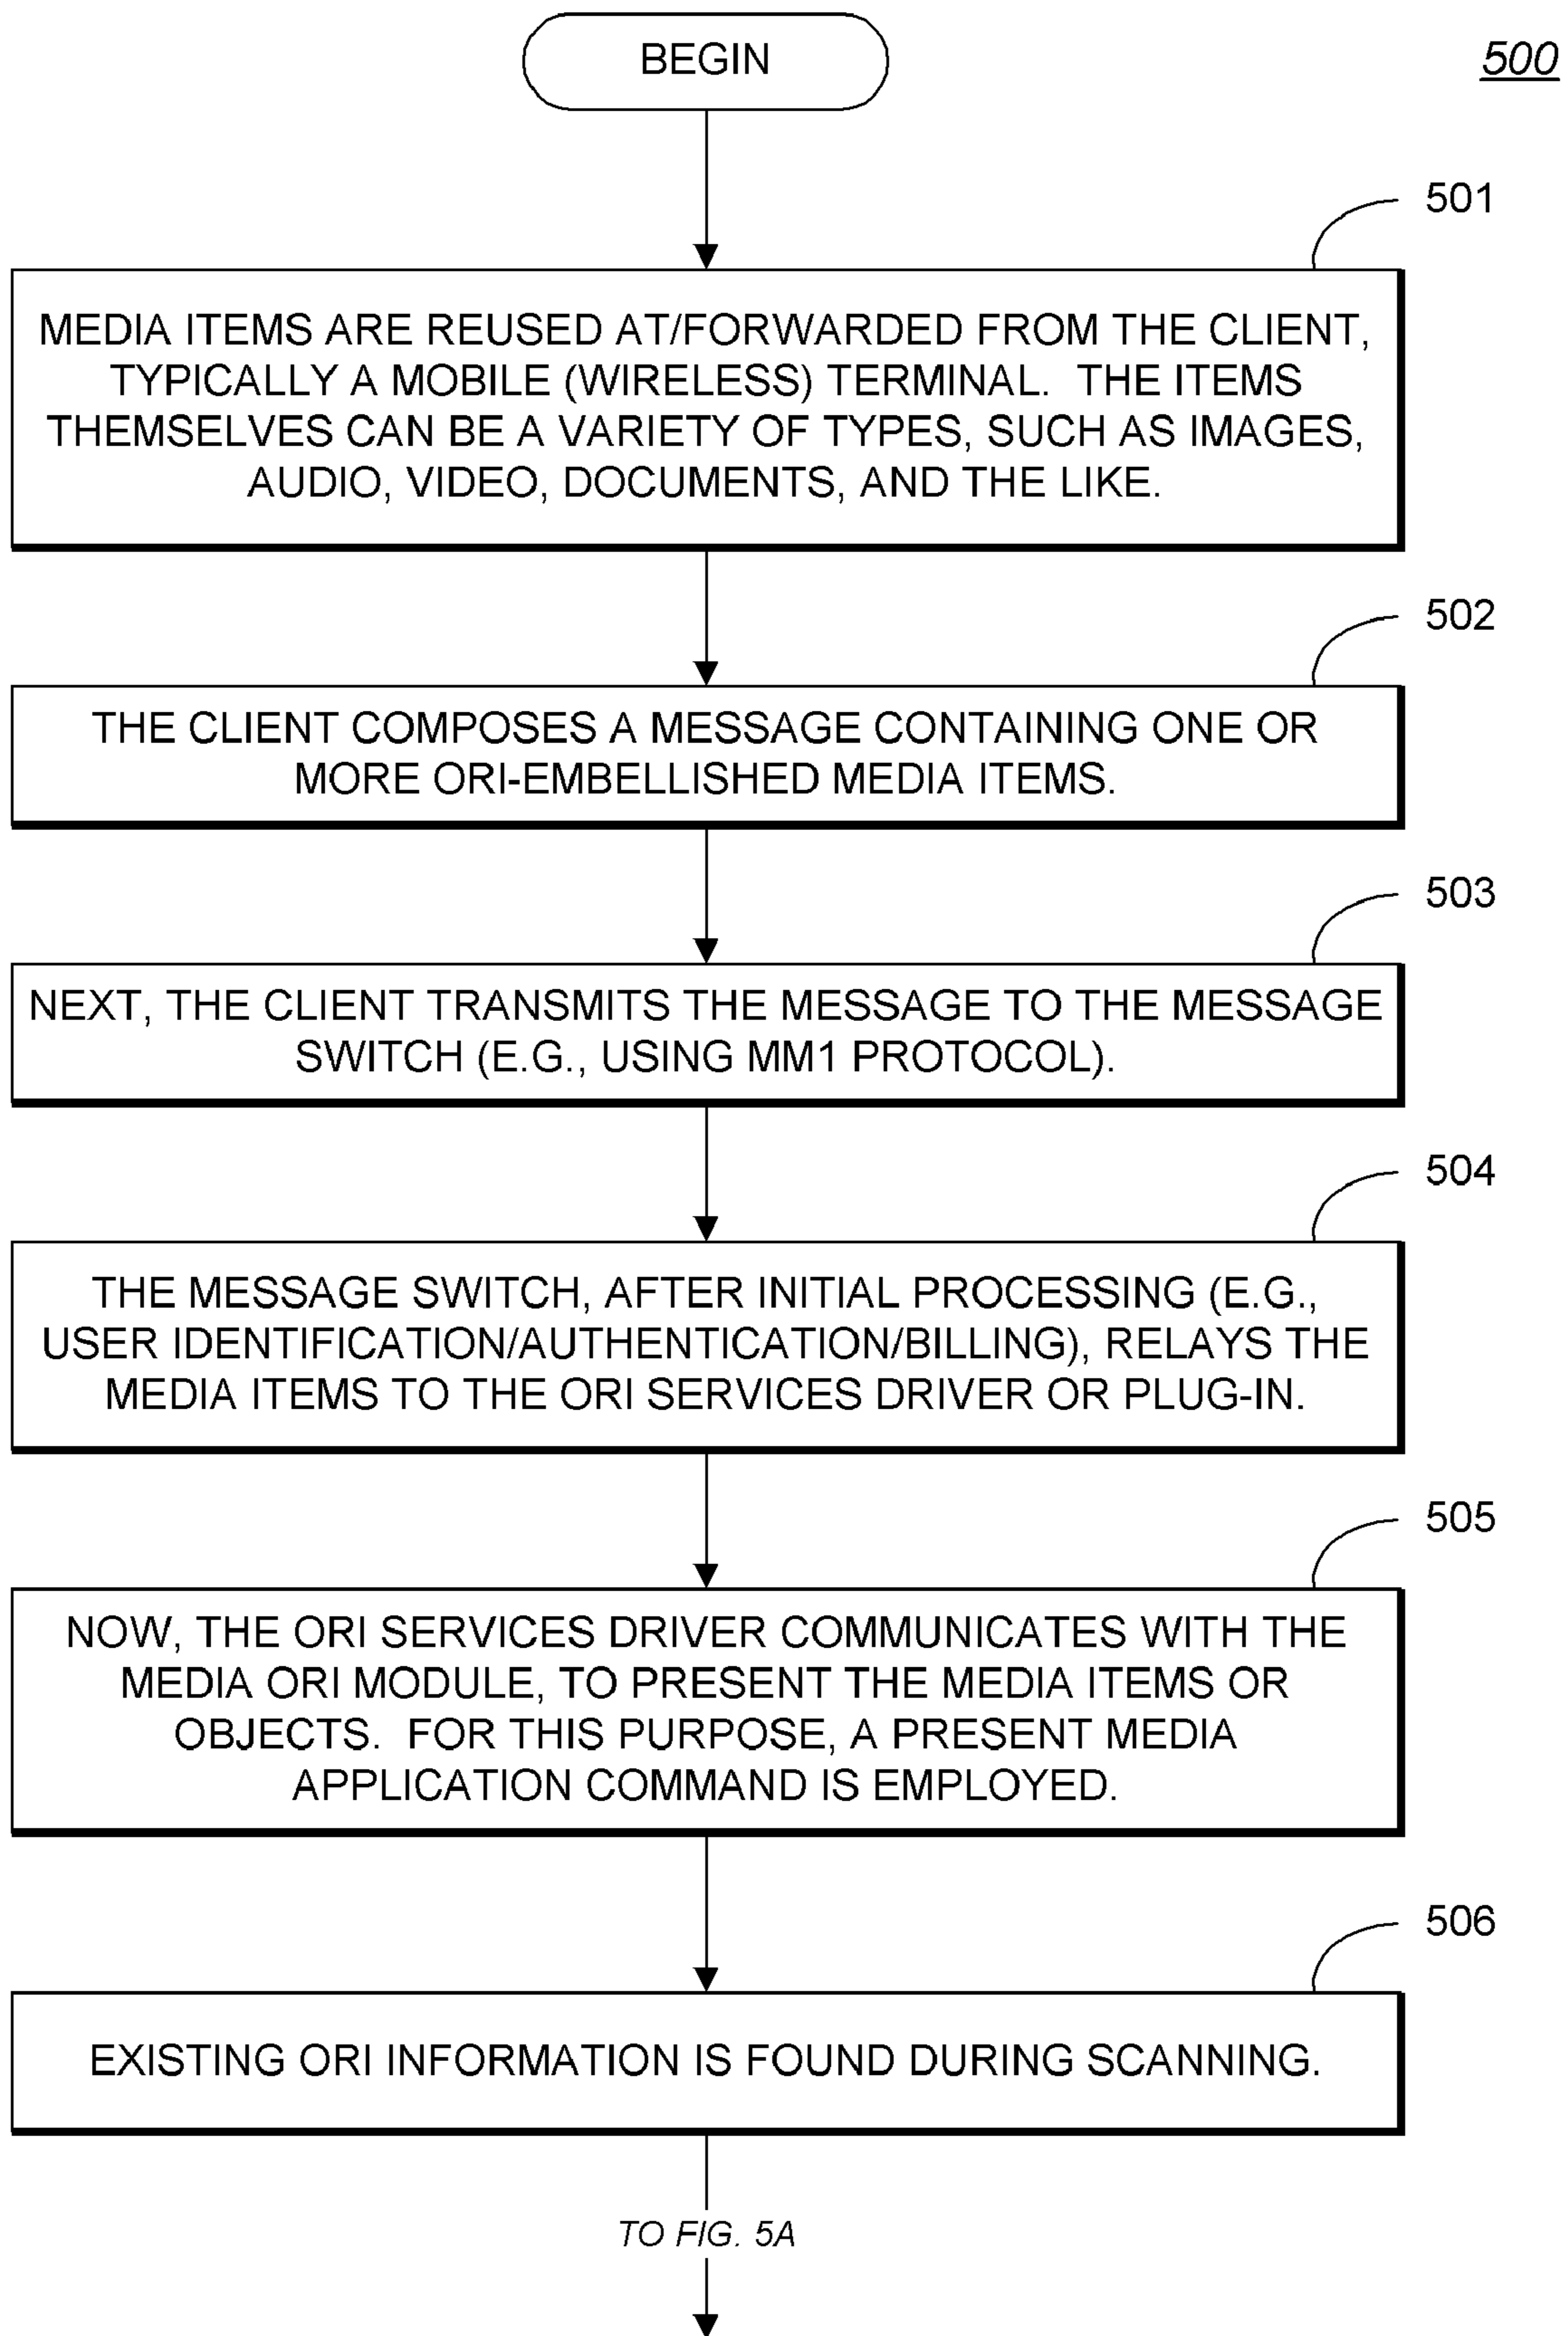 BEGIN
500
501
MEDIA ITEMS ARE REUSED AT/FORWARDED FROM THE CLIENT,
TYPICALLY A MOBILE (WIRELESS) TERMINAL. THE ITEMS
THEMSELVES CAN BE A VARIETY OF TYPES, SUCH AS IMAGES,
AUDIO, VIDEO, DOCUMENTS, AND THE LIKE.
502
THE CLIENT COMPOSES A MESSAGE CONTAINING ONE OR
MORE ORI-EMBELLISHED MEDIA ITEMS.
503
NEXT, THE CLIENT TRANSMITS THE MESSAGE TO THE MESSAGE
SWITCH (E.G., USING MM1 PROTOCOL).
504
THE MESSAGE SWITCH, AFTER INITIAL PROCESSING (E.G.,
USER IDENTIFICATION/AUTHENTICATION/BILLING), RELAYS THE
MEDIA ITEMS TO THE ORI SERVICES DRIVER OR PLUG-IN.
505
NOW, THE ORI SERVICES DRIVER COMMUNICATES WITH THE
MEDIA ORI MODULE, TO PRESENT THE MEDIA ITEMS OR
OBJECTS. FOR THIS PURPOSE, A PRESENT MEDIA
APPLICATION COMMAND IS EMPLOYED.
506
EXISTING ORI INFORMATION IS FOUND DURING SCANNING.
TO FIG. 5A